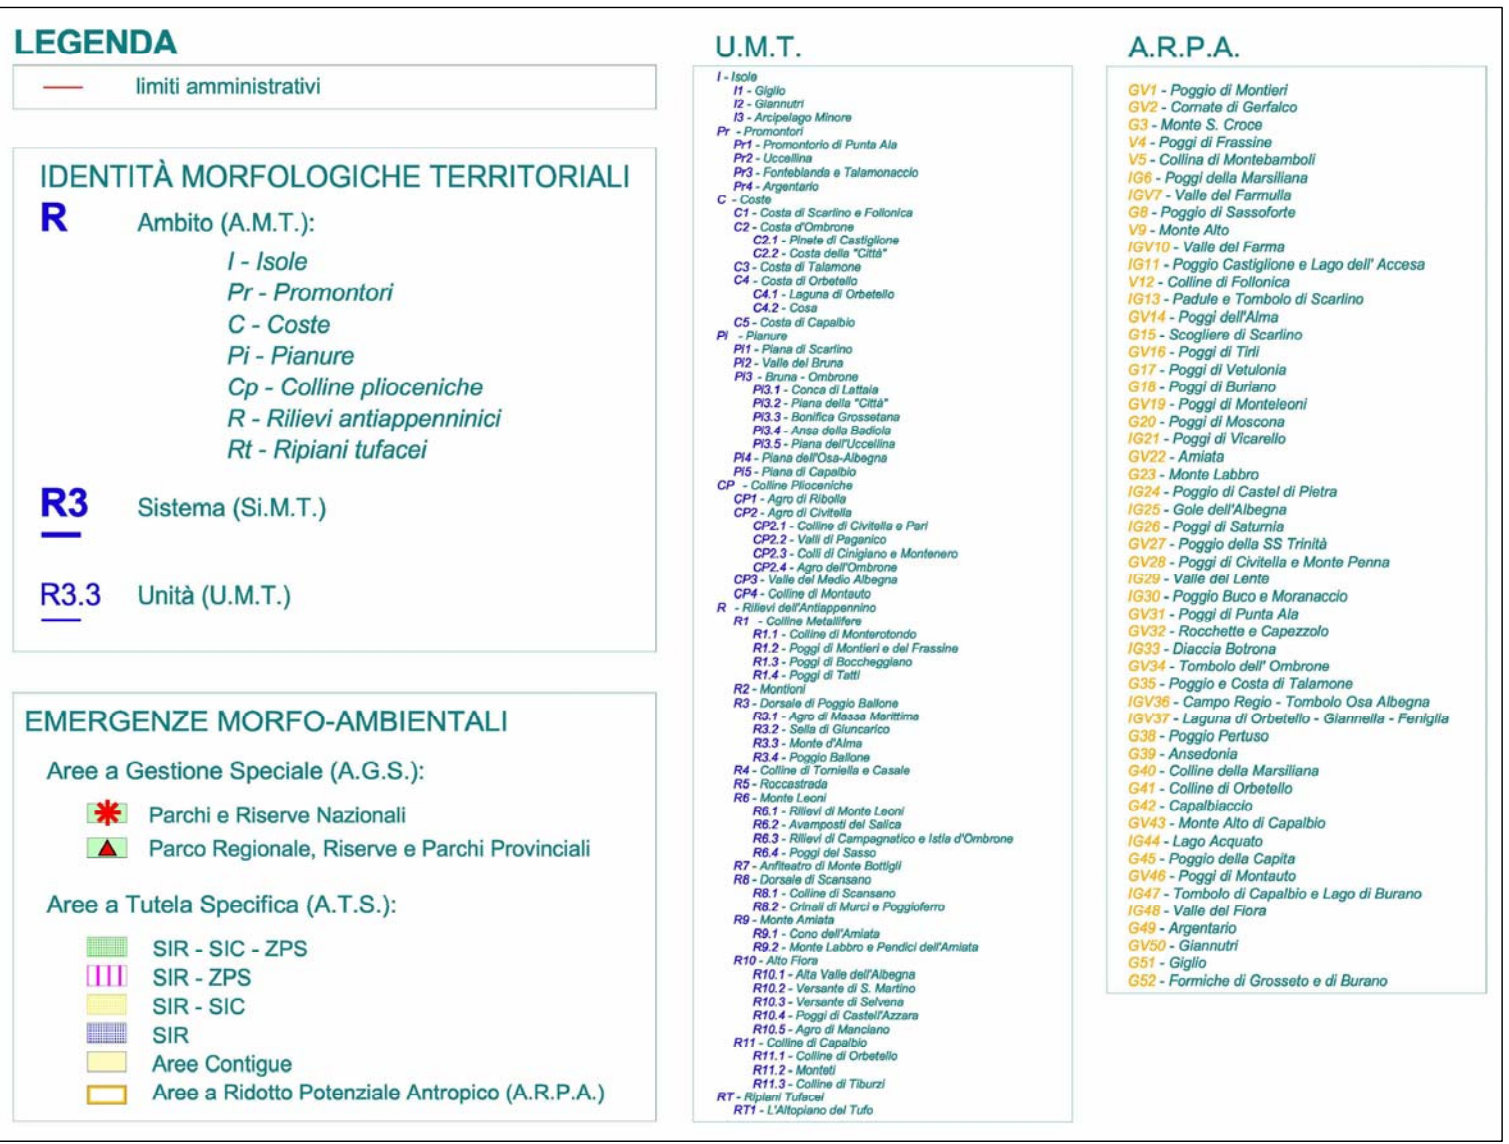 LEGENDA
limiti amministrativi
IDENTITÀ MORFOLOGICHE TERRITORIALI
R Ambito (A.M.T.):
I - Isole
Pr - Promontori
C - Coste
Pi - Pianure
Cp - Colline plioceniche
R - Rilievi antiappenninici
Rt - Ripiani tufacei
R3 Sistema (Si.M.T.)
R3.3 Unità (U.M.T.)
EMERGENZE MORFO-AMBIENTALI
Aree a Gestione Speciale (A.G.S.):
Parchi e Riserve Nazionali
Parco Regionale, Riserve e Parchi Provinciali
Aree a Tutela Specifica (A.T.S.):
SIR - SIC - ZPS
SIR - ZPS
SIR - SIC
SIR
Aree Contigue
Aree a Ridotto Potenziale Antropico (A.R.P.A.)
U.M.T.
I - Isole
I1 - Giglio
I2 - Giannutri
I3 - Arcipelago Minore
Pr - Promontori
Pr1 - Promontorio di Punta Ala
Pr2 - Uccellina
Pr3 - Fonteblanda e Talamonaccio
Pr4 - Argentario
C - Coste
C1 - Costa di Scarlino e Follonica
C2 - Costa d'Ombrone
C2.1 - Pinete di Castiglione
C2.2 - Costa della "Città"
C3 - Costa di Talamone
C4 - Costa di Orbetello
C4.1 - Laguna di Orbetello
C4.2 - Cosa
C5 - Costa di Capalbio
Pi - Pianure
Pi1 - Piana di Scarlino
Pi2 - Valle del Bruna
Pi3 - Bruna - Ombrone
Pi3.1 - Conca di Lattaia
Pi3.2 - Piana della "Città"
Pi3.3 - Bonifica Grossetana
Pi3.4 - Ansa della Badiola
Pi3.5 - Piana dell'Uccellina
Pi4 - Piana dell'Osa-Albegna
Pi5 - Piana di Capalbio
CP - Colline Plioceniche
CP1 - Agro di Ribolla
CP2 - Agro di Civitella
CP2.1 - Colline di Civitella e Pari
CP2.2 - Valli di Paganico
CP2.3 - Colli di Cinigiano e Montenero
CP2.4 - Agro dell'Ombrone
CP3 - Valle del Medio Albegna
CP4 - Colline di Montauto
R - Rilievi dell'Antiappennino
R1 - Colline Metallifere
R1.1 - Colline di Monterotondo
R1.2 - Poggi di Montieri e del Frassine
R1.3 - Poggi di Boccheggiano
R1.4 - Poggi di Tatti
R2 - Montioni
R3 - Dorsale di Poggio Ballone
R3.1 - Agro di Massa Marittima
R3.2 - Sella di Giuncarico
R3.3 - Monte d'Alma
R3.4 - Poggio Ballone
R4 - Colline di Torniella e Casale
R5 - Roccastrada
R6 - Monte Leoni
R6.1 - Rilievi di Monte Leoni
R6.2 - Avamposti del Salica
R6.3 - Rilievi di Campagnatico e Istia d'Ombrone
R6.4 - Poggi del Sasso
R7 - Anfiteatro di Monte Bottigli
R8 - Dorsale di Scansano
R8.1 - Colline di Scansano
R8.2 - Crinali di Murci e Poggioferro
R9 - Monte Amiata
R9.1 - Cono dell'Amiata
R9.2 - Monte Labbro e Pendici dell'Amiata
R10 - Alto Fiora
R10.1 - Alta Valle dell'Albegna
R10.2 - Versante di S. Martino
R10.3 - Versante di Selvena
R10.4 - Poggi di Castell'Azzara
R10.5 - Agro di Manciano
R11 - Colline di Capalbio
R11.1 - Colline di Orbetello
R11.2 - Monteti
R11.3 - Colline di Tiburzi
RT - Ripiani Tufacei
RT1 - L'Altopiano del Tufo
A.R.P.A.
GV1 - Poggio di Montieri
GV2 - Cornate di Gerfalco
G3 - Monte S. Croce
V4 - Poggi di Frassine
V5 - Collina di Montebamboli
IG6 - Poggi della Marsiliana
IGV7 - Valle del Farmulla
G8 - Poggio di Sassoforte
V9 - Monte Alto
IGV10 - Valle del Farma
IG11 - Poggio Castiglione e Lago dell' Accesa
V12 - Colline di Follonica
IG13 - Padule e Tombolo di Scarlino
GV14 - Poggi dell'Alma
G15 - Scogliere di Scarlino
GV16 - Poggi di Tirli
G17 - Poggi di Vetulonia
G18 - Poggi di Buriano
GV19 - Poggi di Monteleoni
G20 - Poggi di Moscona
IG21 - Poggi di Vicarello
GV22 - Amiata
G23 - Monte Labbro
IG24 - Poggio di Castel di Pietra
IG25 - Gole dell'Albegna
IG26 - Poggi di Saturnia
GV27 - Poggio della SS Trinità
GV28 - Poggi di Civitella e Monte Penna
IG29 - Valle del Lente
IG30 - Poggio Buco e Moranaccio
GV31 - Poggi di Punta Ala
GV32 - Rocchette e Capezzolo
IG33 - Diaccia Botrona
GV34 - Tombolo dell' Ombrone
G35 - Poggio e Costa di Talamone
IGV36 - Campo Regio - Tombolo Osa Albegna
IGV37 - Laguna di Orbetello - Giannella - Feniglia
G38 - Poggio Pertuso
G39 - Ansedonia
G40 - Colline della Marsiliana
G41 - Colline di Orbetello
G42 - Capalbiaccio
GV43 - Monte Alto di Capalbio
IG44 - Lago Acquato
G45 - Poggio della Capita
GV46 - Poggi di Montauto
IG47 - Tombolo di Capalbio e Lago di Burano
IG48 - Valle del Fiora
G49 - Argentario
GV50 - Giannutri
G51 - Giglio
G52 - Formiche di Grosseto e di Burano